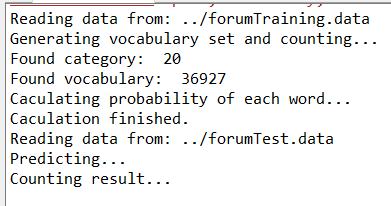 Reading data from: ../forumTraining.data
Generating vocabulary set and counting...
Found category:  20
Found vocabulary:  36927
Caculating probability of each word...
Caculation finished.
Reading data from: ../forumTest.data
Predicting...
Counting result...